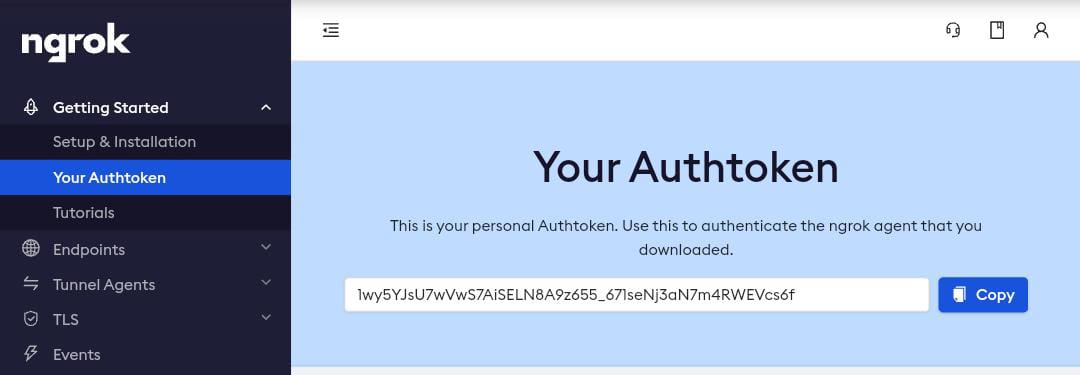 ngrok
Getting Started
Setup & Installation
Your Authtoken
Tutorials
Endpoints
Tunnel Agents
TLS
Events
Your Authtoken
This is your personal Authtoken. Use this to authenticate the ngrok agent that you
downloaded.
1wy5YJsU7wVwS7AiSELN8A9z655_671seNj3aN7m4RWEVcs6f
Copy